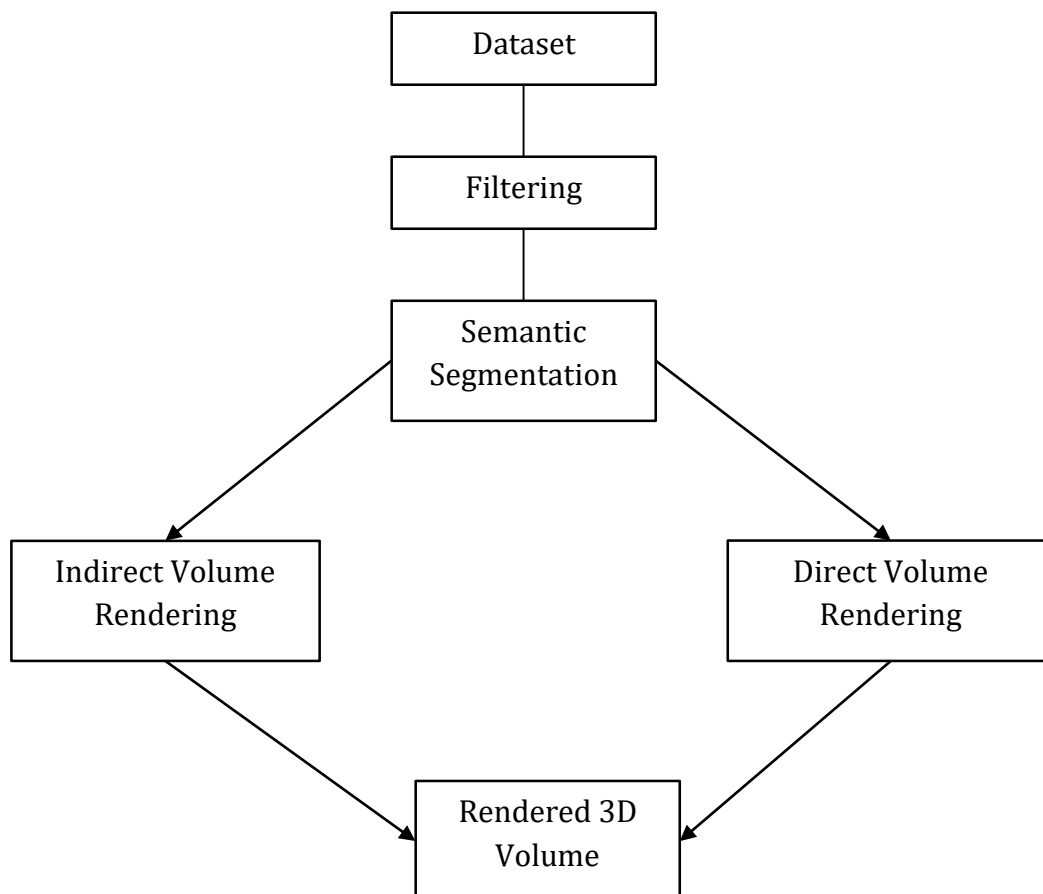 Dataset
Filtering
Semantic
Segmentation
Indirect Volume
Rendering
Direct Volume
Rendering
Rendered 3D
Volume